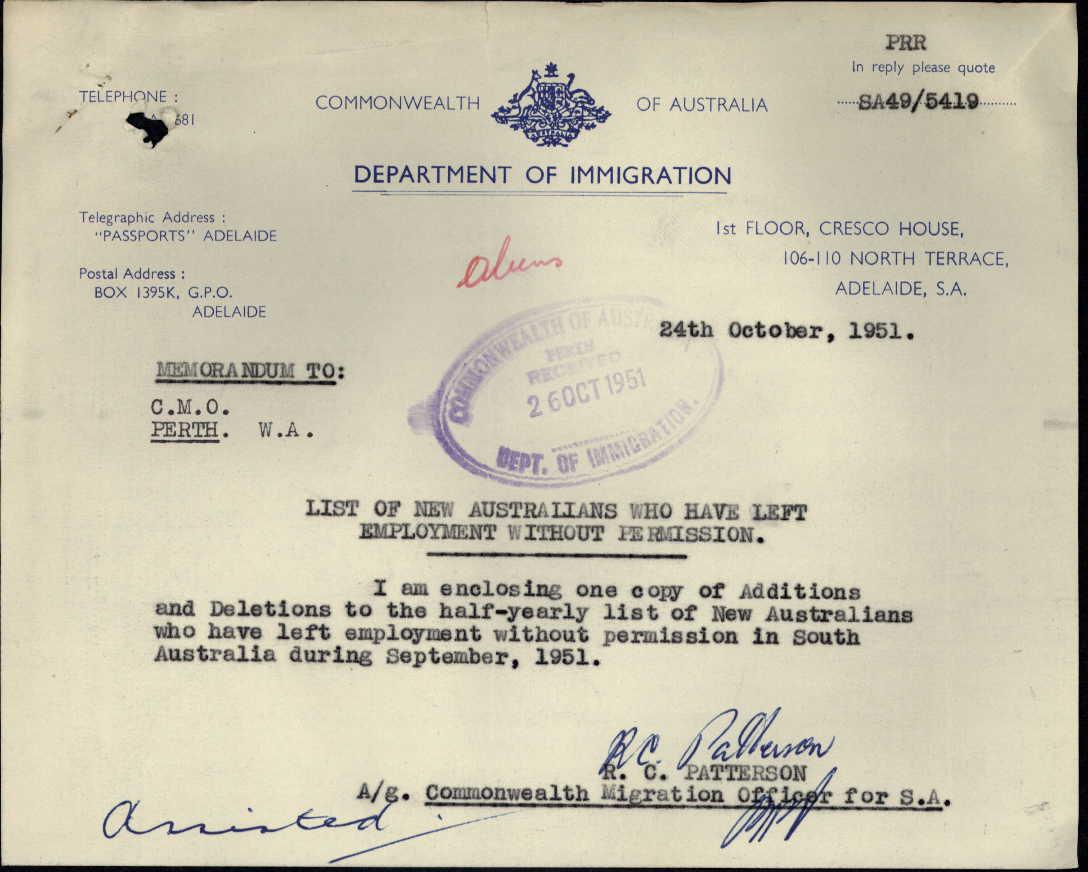 PRR
In reply please quote
SA49/5419
TELEPHONE :
681
COMMONWEALTH OF AUSTRALIA
DEPARTMENT OF IMMIGRATION
Telegraphic Address :
"PASSPORTS" ADELAIDE
Postal Address :
BOX 1395K, G.P.O.
ADELAIDE
1st FLOOR, CRESCO HOUSE,
106-110 NORTH TERRACE,
ADELAIDE, S.A.
Aliens
24th October, 1951.
COMMONWEALTH OF AUSTRALIA
PERTH
RECEIVED
26 OCT 1951
DEPT. OF IMMIGRATION.
MEMORANDUM TO:
C.M.O.
PERTH. W.A.
LIST OF NEW AUSTRALIANS WHO HAVE LEFT
EMPLOYMENT WITHOUT PERMISSION.
I am enclosing one copy of Additions
and Deletions to the half-yearly list of New Australians
who have left employment without permission in South
Australia during September, 1951.
R C. Patterson
R. C. PATTERSON
A/g. Commonwealth Migration Officer for S.A.
Assisted.